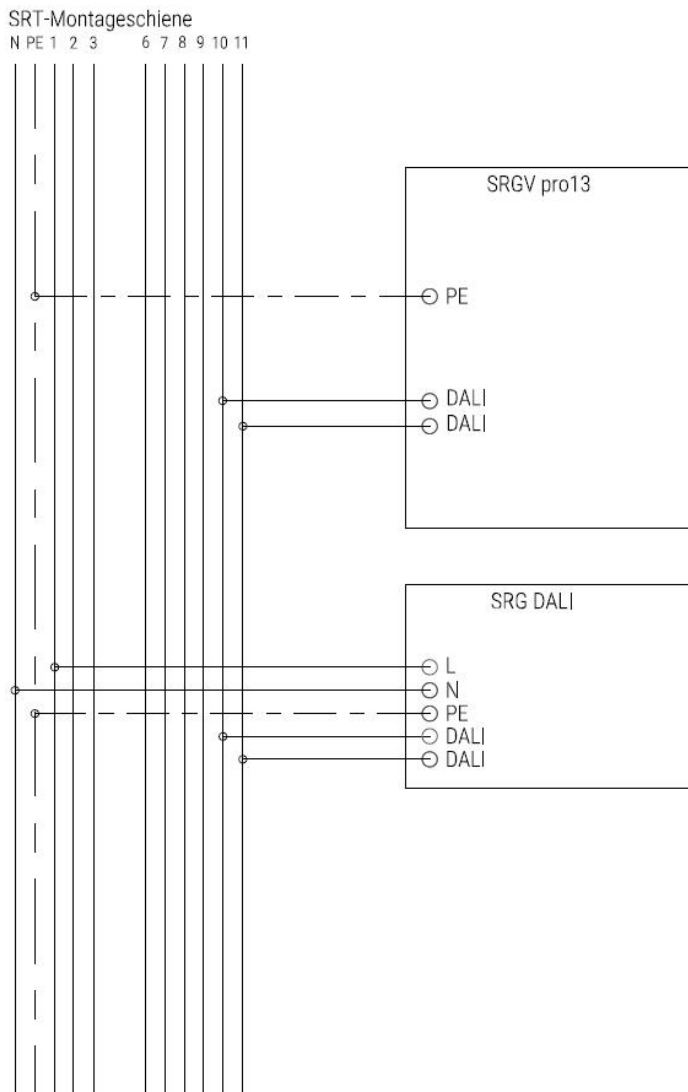 SRT-Montageschiene
N PE 1 2 3 6 7 8 9 10 11
SRGV pro13
PE
DALI
DALI
SRG DALI
L
N
PE
DALI
DALI